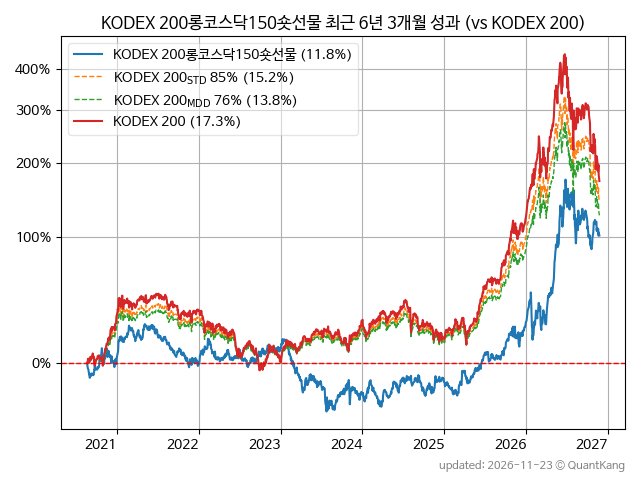 KODEX 200롱코스닥150숏선물 최근 6년 3개월 성과 (vs KODEX 200)
KODEX 200롱코스닥150숏선물 (11.8%)
KODEX 200STD 85% (15.2%)
KODEX 200MDD 76% (13.8%)
KODEX 200 (17.3%)
400%
300%
200%
100%
0%
2021 2022 2023 2024 2025 2026 2027
updated: 2026-11-23 © QuantKang